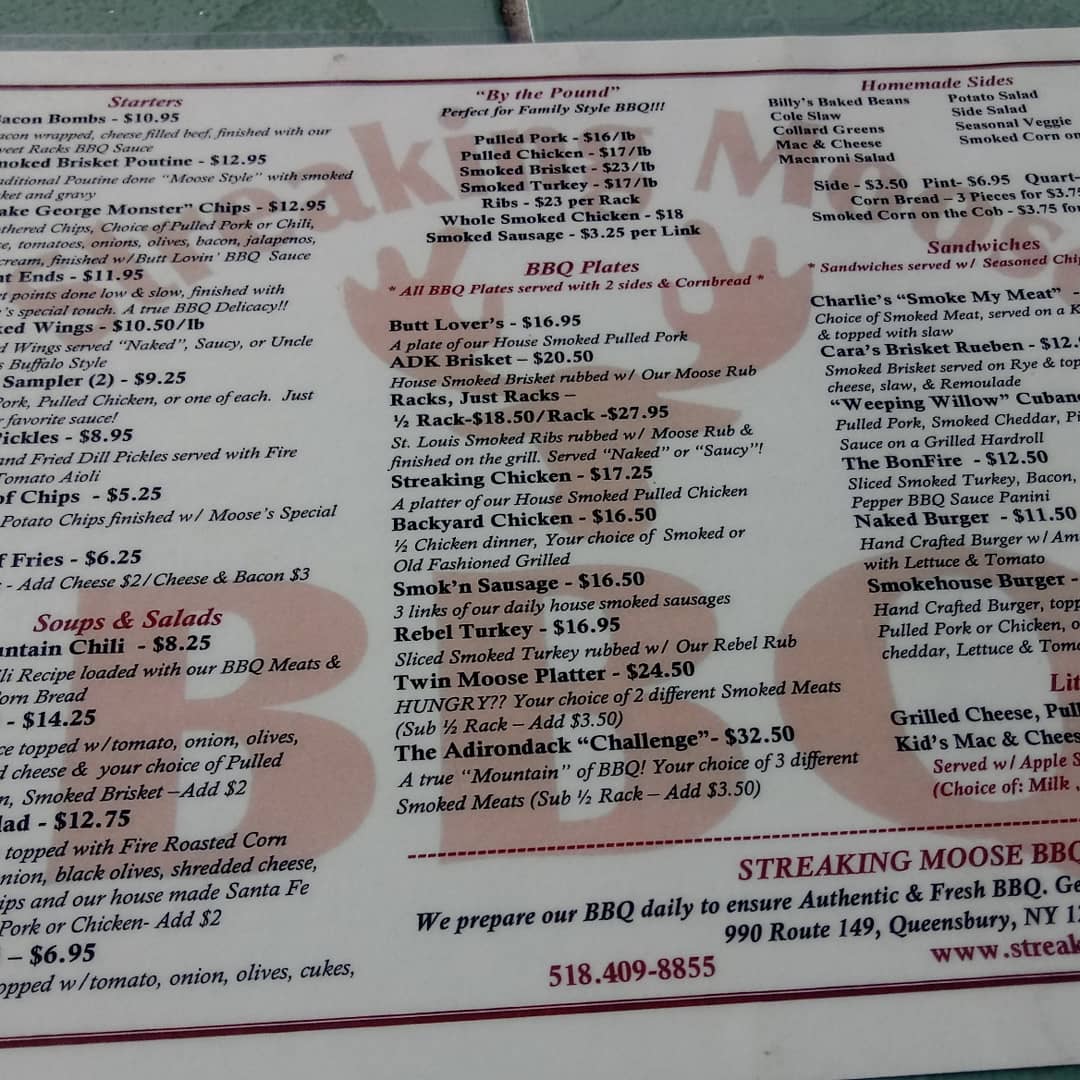 Starters
acon Bombs - $10.95
acon wrapped, cheese filled beef, finished with our
weet Racks BBQ Sauce
moked Brisket Poutine - $12.95
aditional Poutine done "Moose Style" with smoked
ket and gravy
ake George Monster" Chips - $12.95
thered Chips, Choice of Pulled Pork or Chili,
e, tomatoes, onions, olives, bacon, jalapenos,
cream, finished w/Butt Lovin' BBQ Sauce
nt Ends - $11.95
t points done low & slow, finished with
's special touch. A true BBQ Delicacy!!
ked Wings - $10.50/lb
d Wings served "Naked", Saucy, or Uncle
s Buffalo Style
Sampler (2) - $9.25
Pork, Pulled Chicken, or one of each. Just
r favorite sauce!
Pickles - $8.95
and Fried Dill Pickles served with Fire
Tomato Aioli
of Chips - $5.25
Potato Chips finished w/ Moose's Special
f Fries - $6.25
- Add Cheese $2/Cheese & Bacon $3
Soups & Salads
untain Chili - $8.25
ili Recipe loaded with our BBQ Meats &
orn Bread
- $14.25
ce topped w/tomato, onion, olives,
d cheese & your choice of Pulled
n, Smoked Brisket –Add $2
lad - $12.75
topped with Fire Roasted Corn
nion, black olives, shredded cheese,
ips and our house made Santa Fe
Pork or Chicken- Add $2
– $6.95
opped w/tomato, onion, olives, cukes,
"By the Pound"
Perfect for Family Style BBQ!!!
Pulled Pork - $16/lb
Pulled Chicken - $17/lb
Smoked Brisket - $23/lb
Smoked Turkey - $17/lb
Ribs - $23 per Rack
Whole Smoked Chicken - $18
Smoked Sausage - $3.25 per Link
BBQ Plates
* All BBQ Plates served with 2 sides & Cornbread *
Butt Lover's - $16.95
A plate of our House Smoked Pulled Pork
ADK Brisket – $20.50
House Smoked Brisket rubbed w/ Our Moose Rub
Racks, Just Racks –
½ Rack-$18.50/Rack -$27.95
St. Louis Smoked Ribs rubbed w/ Moose Rub &
finished on the grill. Served "Naked" or "Saucy"!
Streaking Chicken - $17.25
A platter of our House Smoked Pulled Chicken
Backyard Chicken - $16.50
½ Chicken dinner, Your choice of Smoked or
Old Fashioned Grilled
Smok'n Sausage - $16.50
3 links of our daily house smoked sausages
Rebel Turkey - $16.95
Sliced Smoked Turkey rubbed w/ Our Rebel Rub
Twin Moose Platter - $24.50
HUNGRY?? Your choice of 2 different Smoked Meats
(Sub ½ Rack – Add $3.50)
The Adirondack "Challenge"- $32.50
A true "Mountain" of BBQ! Your choice of 3 different
Smoked Meats (Sub ½ Rack – Add $3.50)
Homemade Sides
Billy's Baked Beans
Cole Slaw
Collard Greens
Mac & Cheese
Macaroni Salad
Potato Salad
Side Salad
Seasonal Veggie
Smoked Corn on
Side - $3.50 Pint- $6.95 Quart-
Corn Bread – 3 Pieces for $3.7
Smoked Corn on the Cob - $3.75 for
Sandwiches
* Sandwiches served w/ Seasoned Chip
Charlie's "Smoke My Meat" -
Choice of Smoked Meat, served on a K
& topped with slaw
Cara's Brisket Rueben - $12.
Smoked Brisket served on Rye & top
cheese, slaw, & Remoulade
"Weeping Willow" Cuban
Pulled Pork, Smoked Cheddar, Pi
Sauce on a Grilled Hardroll
The BonFire - $12.50
Sliced Smoked Turkey, Bacon,
Pepper BBQ Sauce Panini
Naked Burger - $11.50
Hand Crafted Burger w/ Am
with Lettuce & Tomato
Smokehouse Burger -
Hand Crafted Burger, topp
Pulled Pork or Chicken, o
cheddar, Lettuce & Toma
Lit
Grilled Cheese, Pull
Kid's Mac & Chees
Served w/ Apple S
(Choice of: Milk ,
STREAKING MOOSE BBQ
We prepare our BBQ daily to ensure Authentic & Fresh BBQ. Ge
990 Route 149, Queensbury, NY 12
518.409-8855
www.streak
Streaking Moose
BBQ